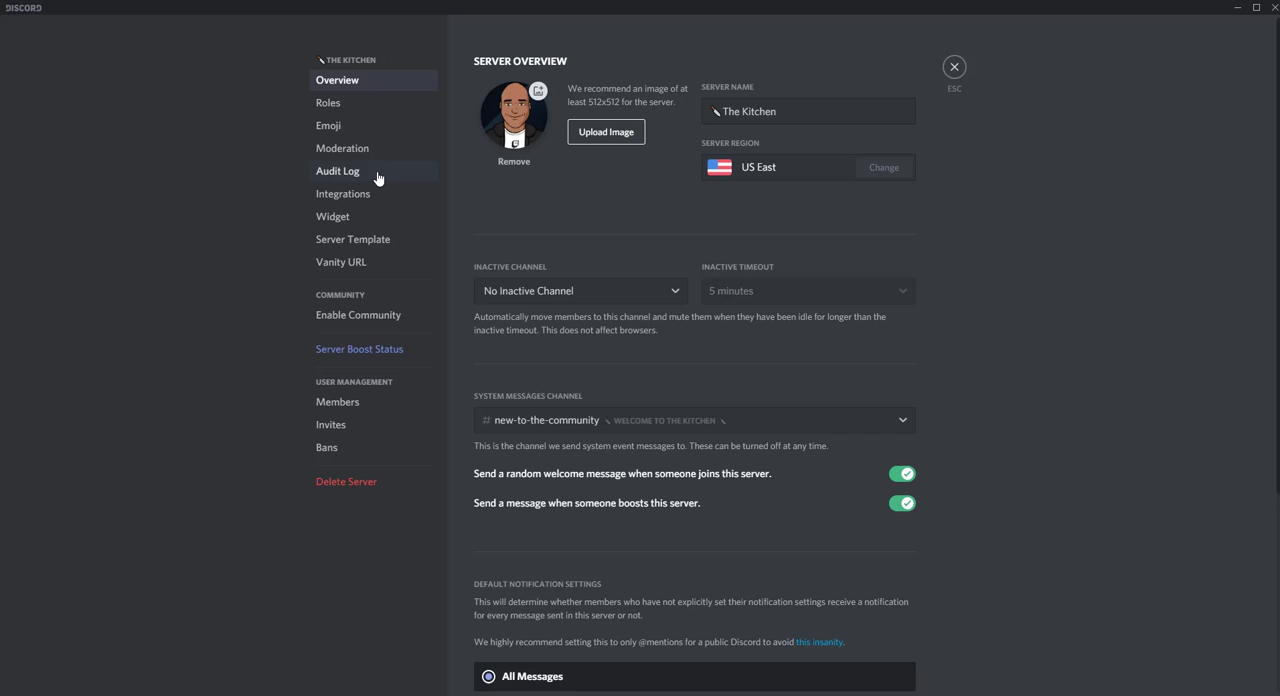 DISCORD
THE KITCHEN
Overview
Roles
Emoji
Moderation
Audit Log
Integrations
Widget
Server Template
Vanity URL
COMMUNITY
Enable Community
Server Boost Status
USER MANAGEMENT
Members
Invites
Bans
Delete Server
SERVER OVERVIEW
We recommend an image of at
least 512x512 for the server.
Upload Image
Remove
SERVER NAME
The Kitchen
SERVER REGION
US East
Change
ESC
INACTIVE CHANNEL
No Inactive Channel
INACTIVE TIMEOUT
5 minutes
Automatically move members to this channel and mute them when they have been idle for longer than the
inactive timeout. This does not affect browsers.
SYSTEM MESSAGES CHANNEL
# new-to-the-community WELCOME TO THE KITCHEN
This is the channel we send system event messages to. These can be turned off at any time.
Send a random welcome message when someone joins this server.
Send a message when someone boosts this server.
DEFAULT NOTIFICATION SETTINGS
This will determine whether members who have not explicitly set their notification settings receive a notification
for every message sent in this server or not.
We highly recommend setting this to only @mentions for a public Discord to avoid this insanity.
All Messages